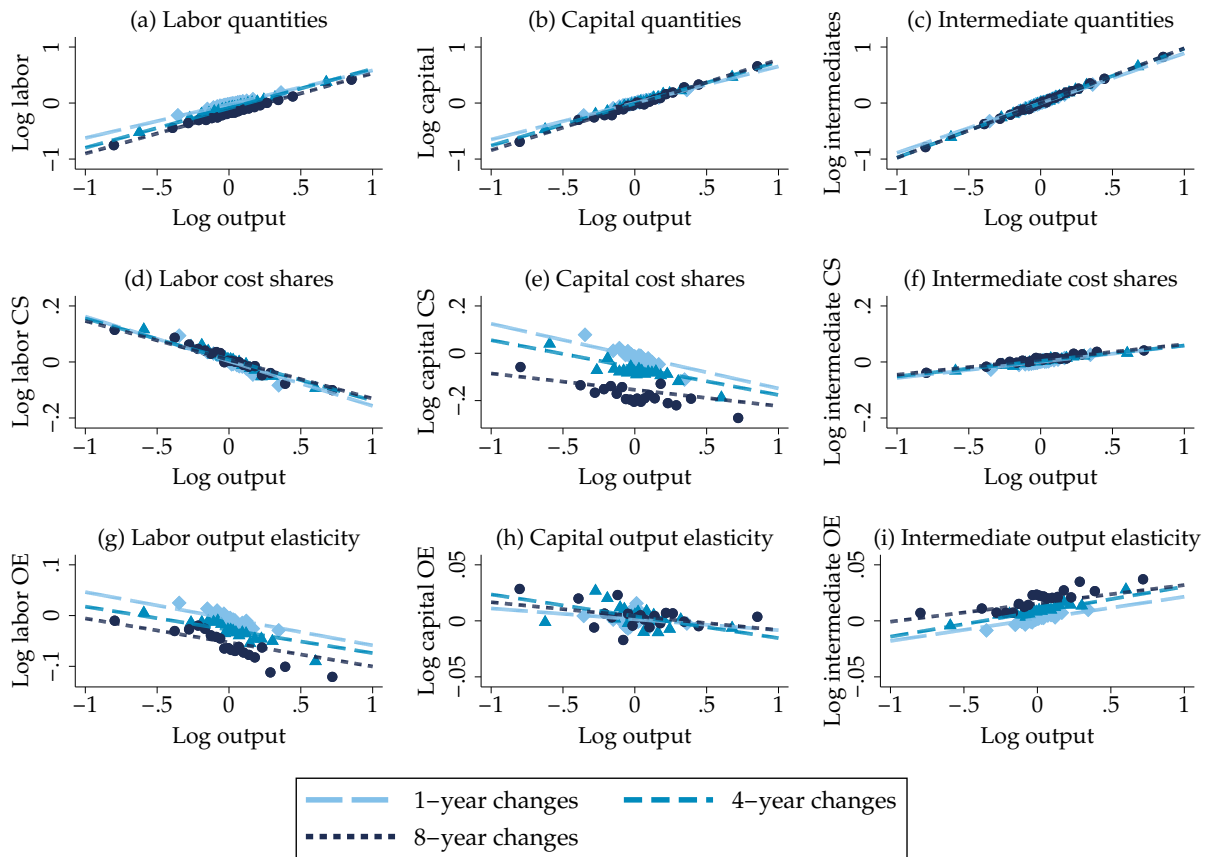 (a) Labor quantities
Log labor
1
0
−1
−1 −.5 0 .5 1
Log output
(b) Capital quantities
Log capital
1
0
−1
−1 −.5 0 .5 1
Log output
(c) Intermediate quantities
Log intermediates
1
0
−1
−1 −.5 0 .5 1
Log output
(d) Labor cost shares
Log labor CS
.2
0
−.2
−1 −.5 0 .5 1
Log output
(e) Capital cost shares
Log capital CS
.2
0
−.2
−1 −.5 0 .5 1
Log output
(f) Intermediate cost shares
Log intermediate CS
.2
0
−.2
−1 −.5 0 .5 1
Log output
(g) Labor output elasticity
Log labor OE
.1
0
−.1
−1 −.5 0 .5 1
Log output
(h) Capital output elasticity
Log capital OE
.05
0
−.05
−1 −.5 0 .5 1
Log output
(i) Intermediate output elasticity
Log intermediate OE
.05
0
−.05
−1 −.5 0 .5 1
Log output
1−year changes
4−year changes
8−year changes